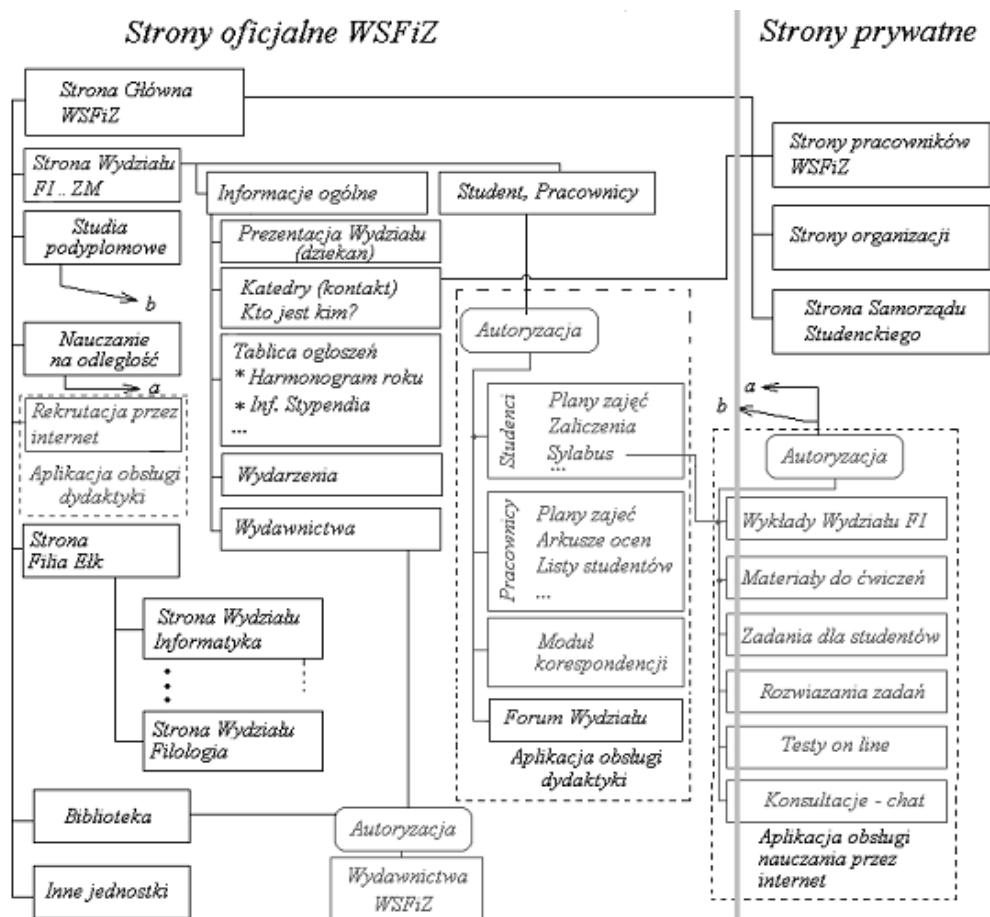 Strony oficjalne WSFiZ
Strony prywatne
Strona Główna
WSFiZ
Strona Wydziału
FI .. ZM
Studia
podyplomowe
b
Nauczanie
na odległość
a
Rekrutacja przez
internet
Aplikacja obsługi
dydaktyki
Strona
Filia Ełk
Strona Wydziału
Informatyka
Strona Wydziału
Filologia
Biblioteka
Inne jednostki
Informacje ogólne
Prezentacja Wydziału
(dziekan)
Katedry (kontakt)
Kto jest kim?
Tablica ogłoszeń
* Harmonogram roku
* Inf. Stypendia
...
Wydarzenia
Wydawnictwa
Autoryzacja
Wydawnictwa
WSFiZ
Student, Pracownicy
Autoryzacja
Studenci
Plany zajęć
Zaliczenia
Sylabus
...
Pracownicy
Plany zajeć
Arkusze ocen
Listy studentów
...
Moduł
korespondencji
Forum Wydziału
Aplikacja obsługi
dydaktyki
Strony pracowników
WSFiZ
Strony organizacji
Strona Samorządu
Studenckiego
a
b
Autoryzacja
Wykłady Wydziału FI
Materiały do ćwiczeń
Zadania dla studentów
Rozwiazania zadań
Testy on line
Konsultacje - chat
Aplikacja obsługi
nauczania przez
internet